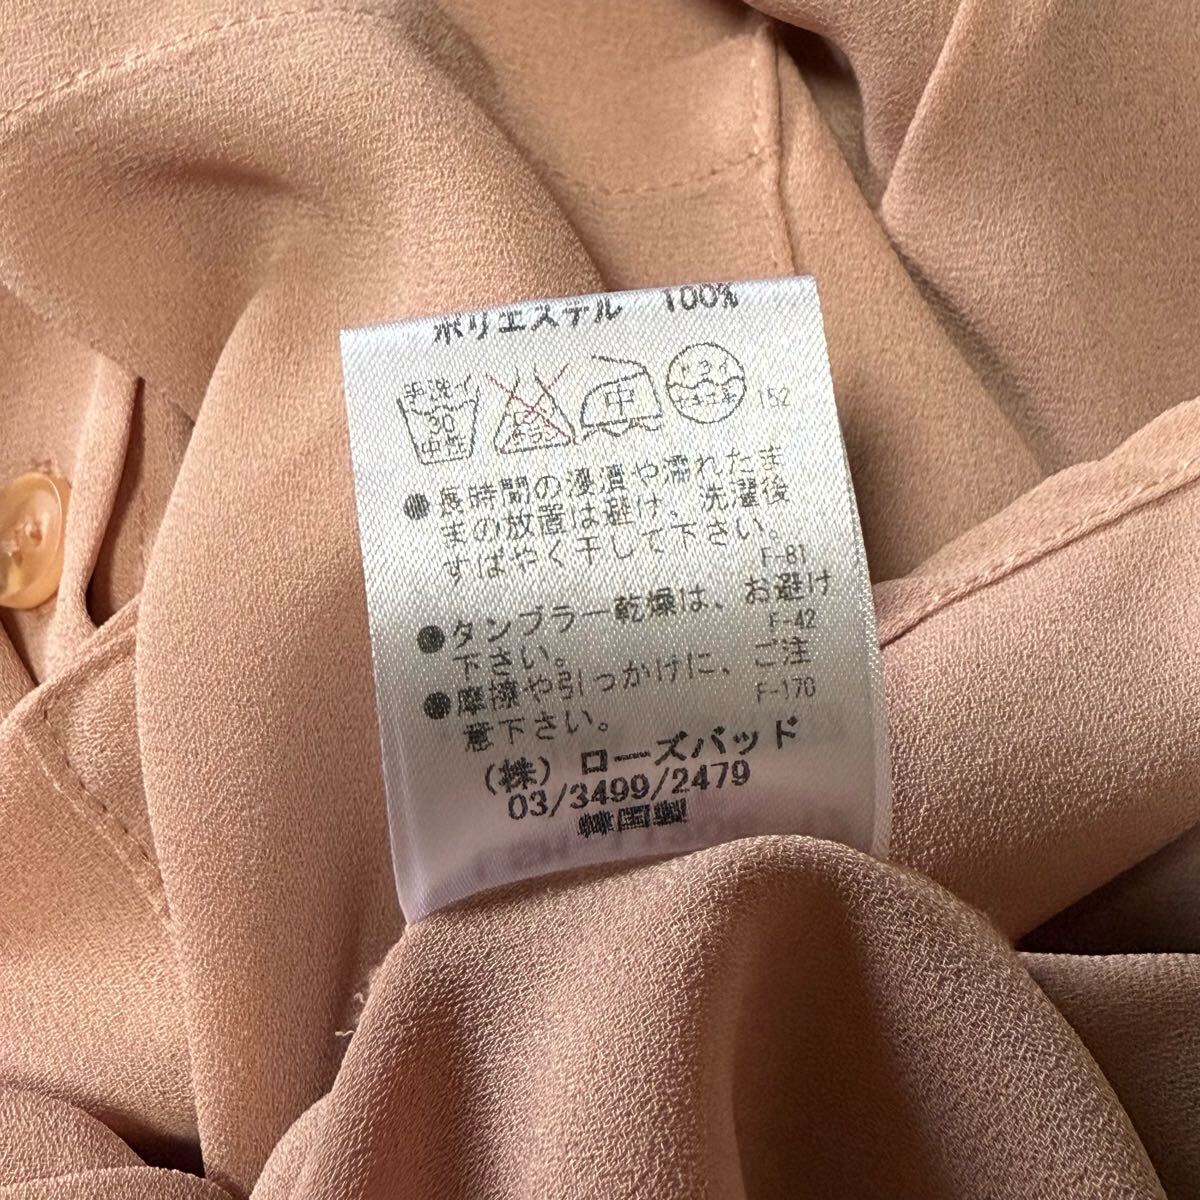 ポリエステル 100%
手洗イ
30
中性
エンソ
サラシ
中
ドライ
セキユ系
152
●長時間の浸漬や濡れたま
まの放置は避け、洗濯後
すばやく干して下さい。
F-81
●タンブラー乾燥は、お避け
下さい。
F-42
●摩擦や引っかけに、ご注
意下さい。
F-170
(株) ローズバッド
03/3499/2479
韓国製